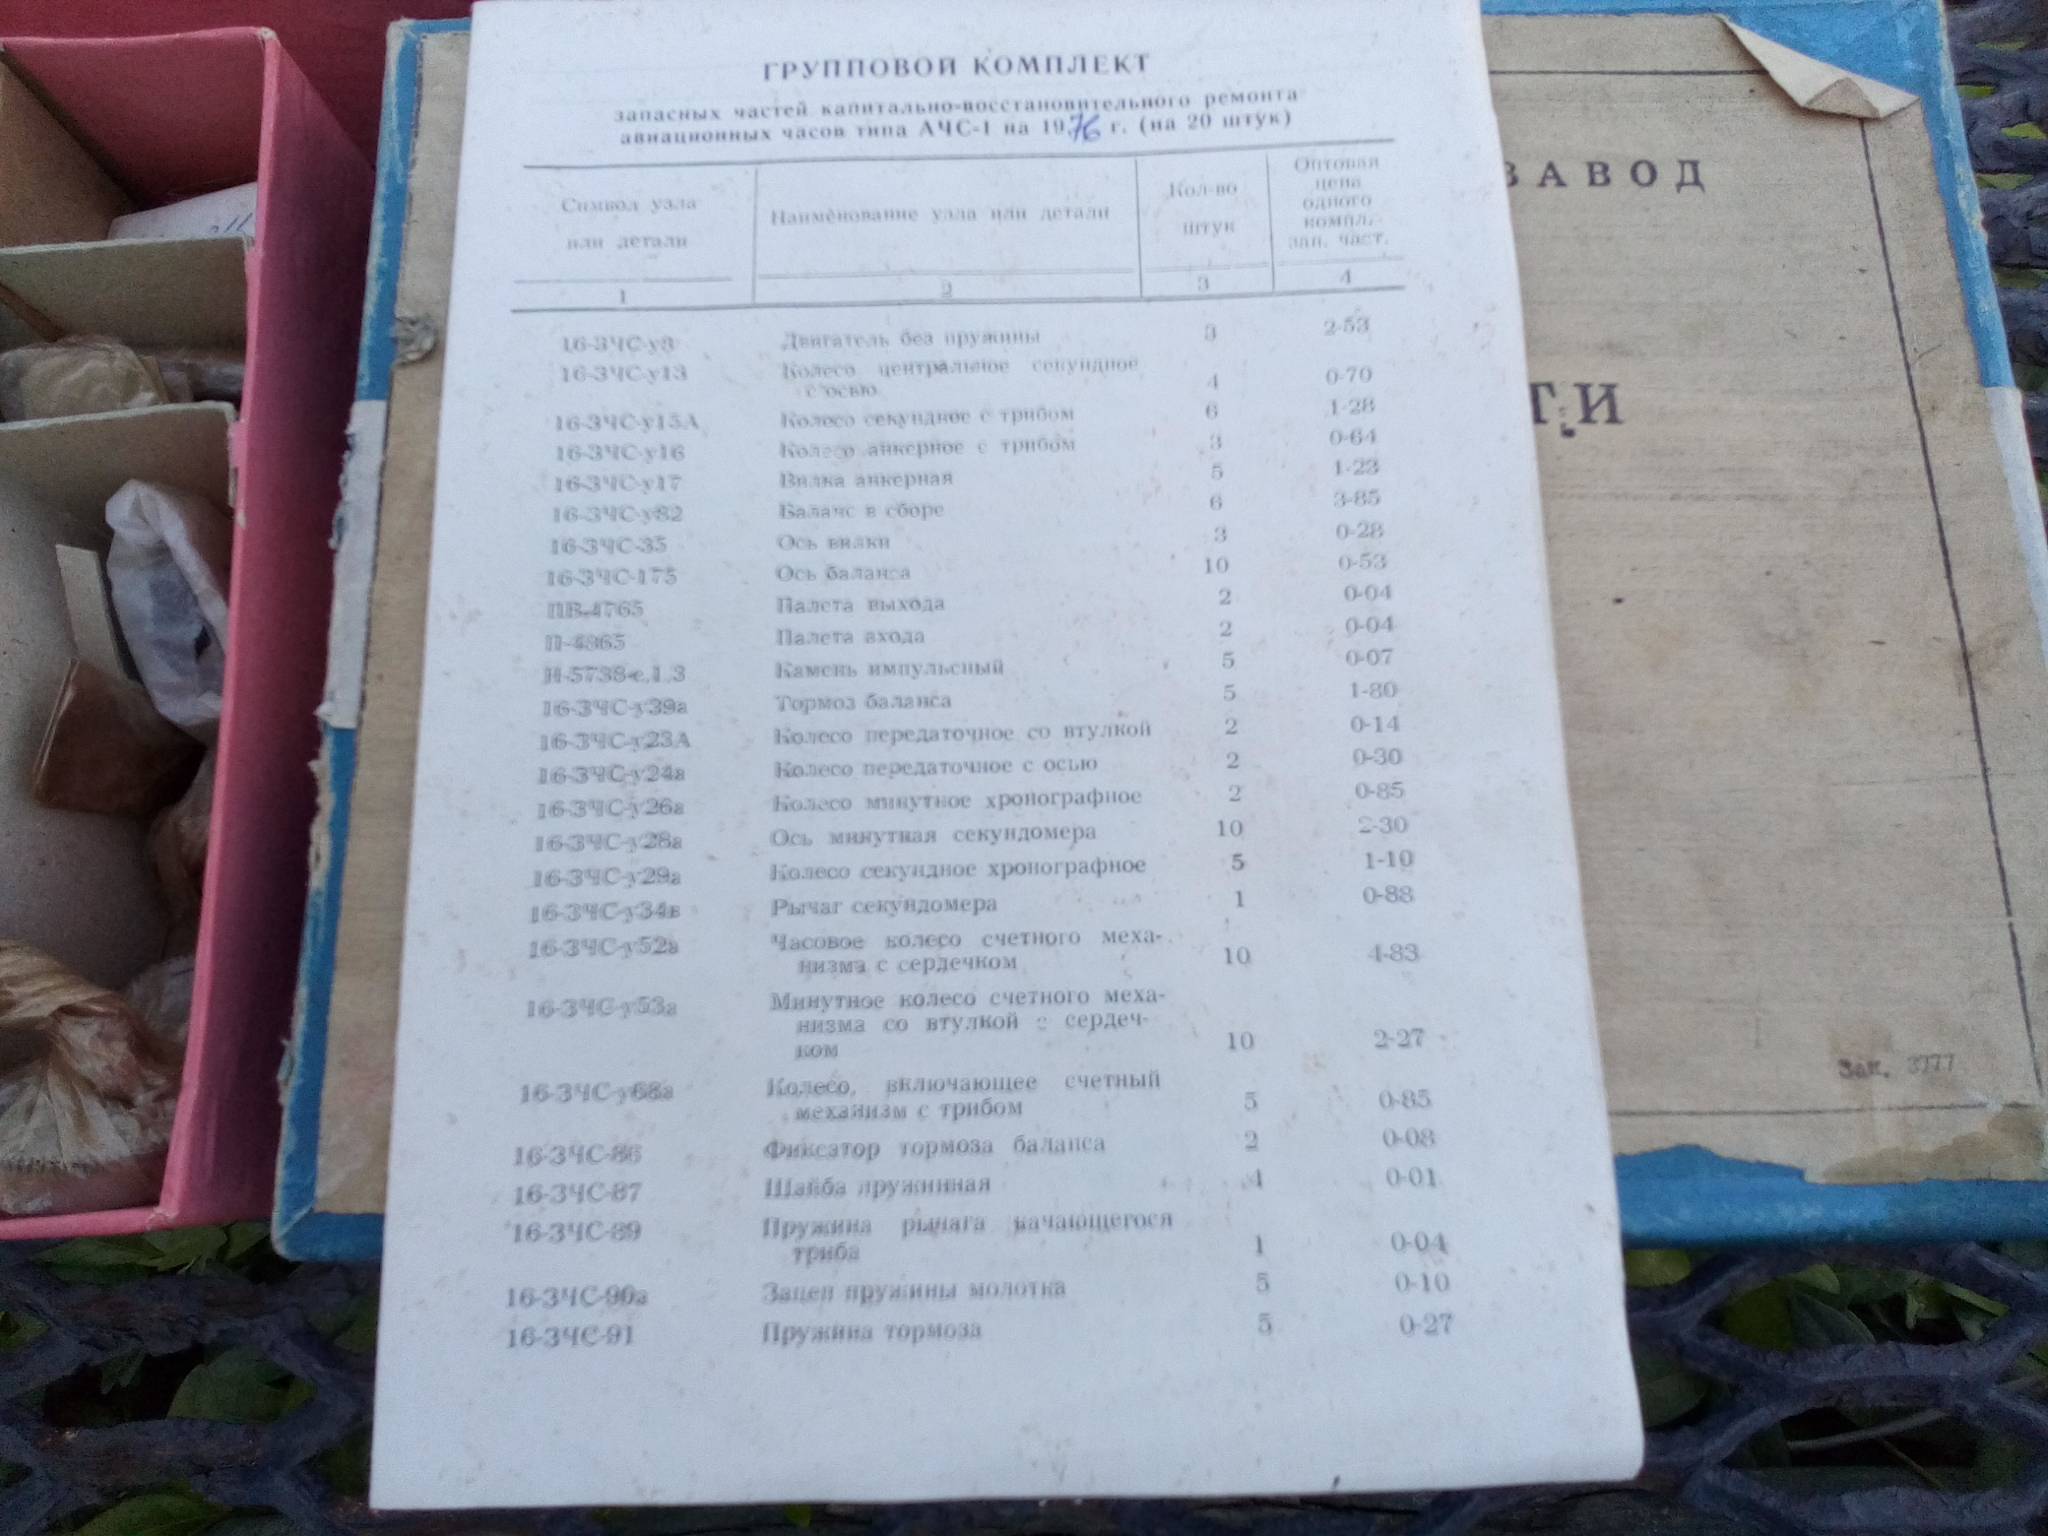 ГРУППОВОЙ КОМПЛЕКТ
запасных частей капитально-восстановительного ремонта
авиационных часов типа АЧС-1 на 1976 г. (на 20 штук)
Символ узла или детали Наименование узла или детали Кол-во штук Оптовая цена одного компл. зап. част.
1 2 3 4
16-ЗЧС-у3 Двигатель без пружины 3 2-53
16-ЗЧС-у13 Колесо центральное секундное
с осью 4 0-70
16-ЗЧС-у15А Колесо секундное с трибом 6 1-28
16-ЗЧС-у16 Колесо анкерное с трибом 3 0-64
16-ЗЧС-у17 Вилка анкерная 5 1-23
16-ЗЧС-у82 Баланс в сборе 6 3-85
16-ЗЧС-35 Ось вилки 3 0-28
16-ЗЧС-175 Ось баланса 10 0-53
ПВ-4765 Палета выхода 2 0-04
П-4865 Палета входа 2 0-04
И-5738-е.1.3 Камень импульсный 5 0-07
16-ЗЧС-у39а Тормоз баланса 5 1-80
16-ЗЧС-у23А Колесо передаточное со втулкой 2 0-14
16-ЗЧС-у24а Колесо передаточное с осью 2 0-30
16-ЗЧС-у26а Колесо минутное хронографное 2 0-85
16-ЗЧС-у28а Ось минутная секундомера 10 2-30
16-ЗЧС-у29а Колесо секундное хронографное 5 1-10
16-ЗЧС-у34в Рычаг секундомера 1 0-88
16-ЗЧС-у52а Часовое колесо счетного меха-
низма с сердечком 10 4-83
16-ЗЧС-у53а Минутное колесо счетного меха-
низма со втулкой с сердеч-
ком 10 2-27
16-ЗЧС-у68а Колесо, включающее счетный
механизм с трибом 5 0-85
16-ЗЧС-86 Фиксатор тормоза баланса 2 0-08
16-ЗЧС-87 Шайба пружинная 4 0-01
16-ЗЧС-89 Пружина рычага качающегося
триба 1 0-04
16-ЗЧС-90а Зацеп пружины молотка 5 0-10
16-ЗЧС-91 Пружина тормоза 5 0-27
ЗАВОД
ТИ
Зак. 3777